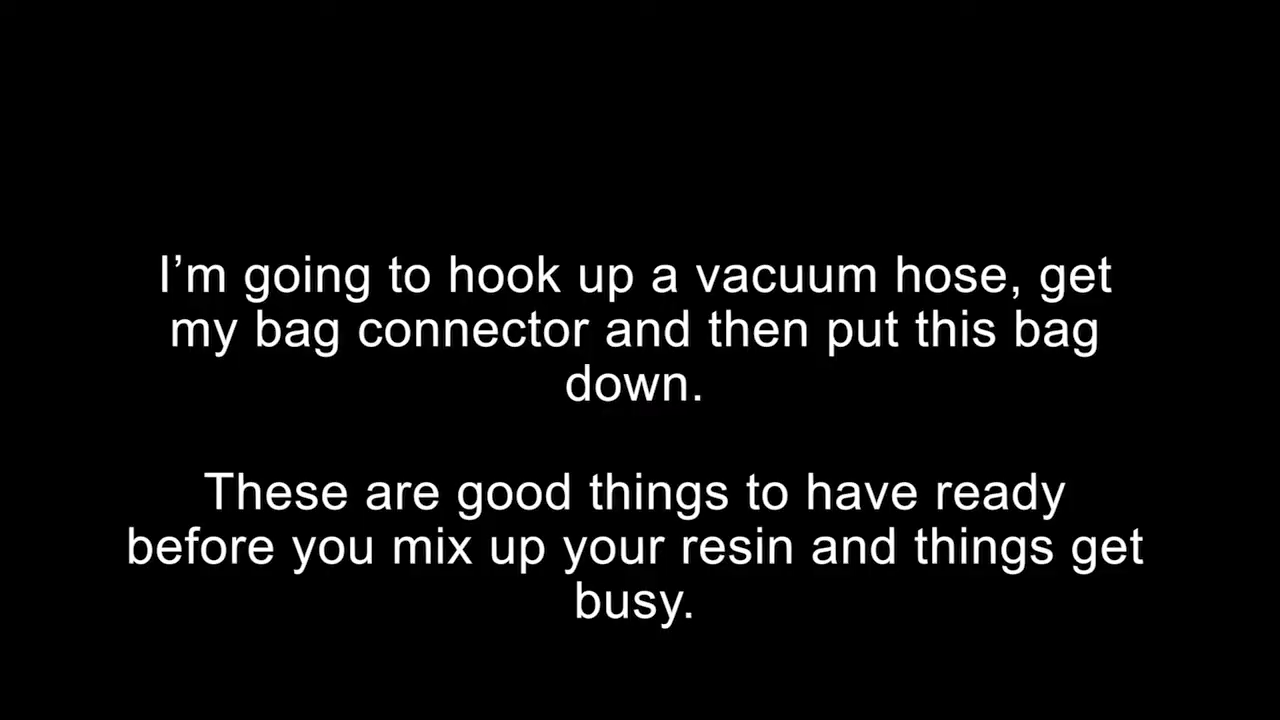 I’m going to hook up a vacuum hose, get
my bag connector and then put this bag
down.
These are good things to have ready
before you mix up your resin and things get
busy.